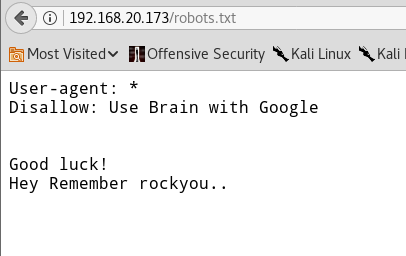 192.168.20.173/robots.txt
Most Visited Offensive Security Kali Linux Kali
User-agent: *
Disallow: Use Brain with Google
Good luck!
Hey Remember rockyou..